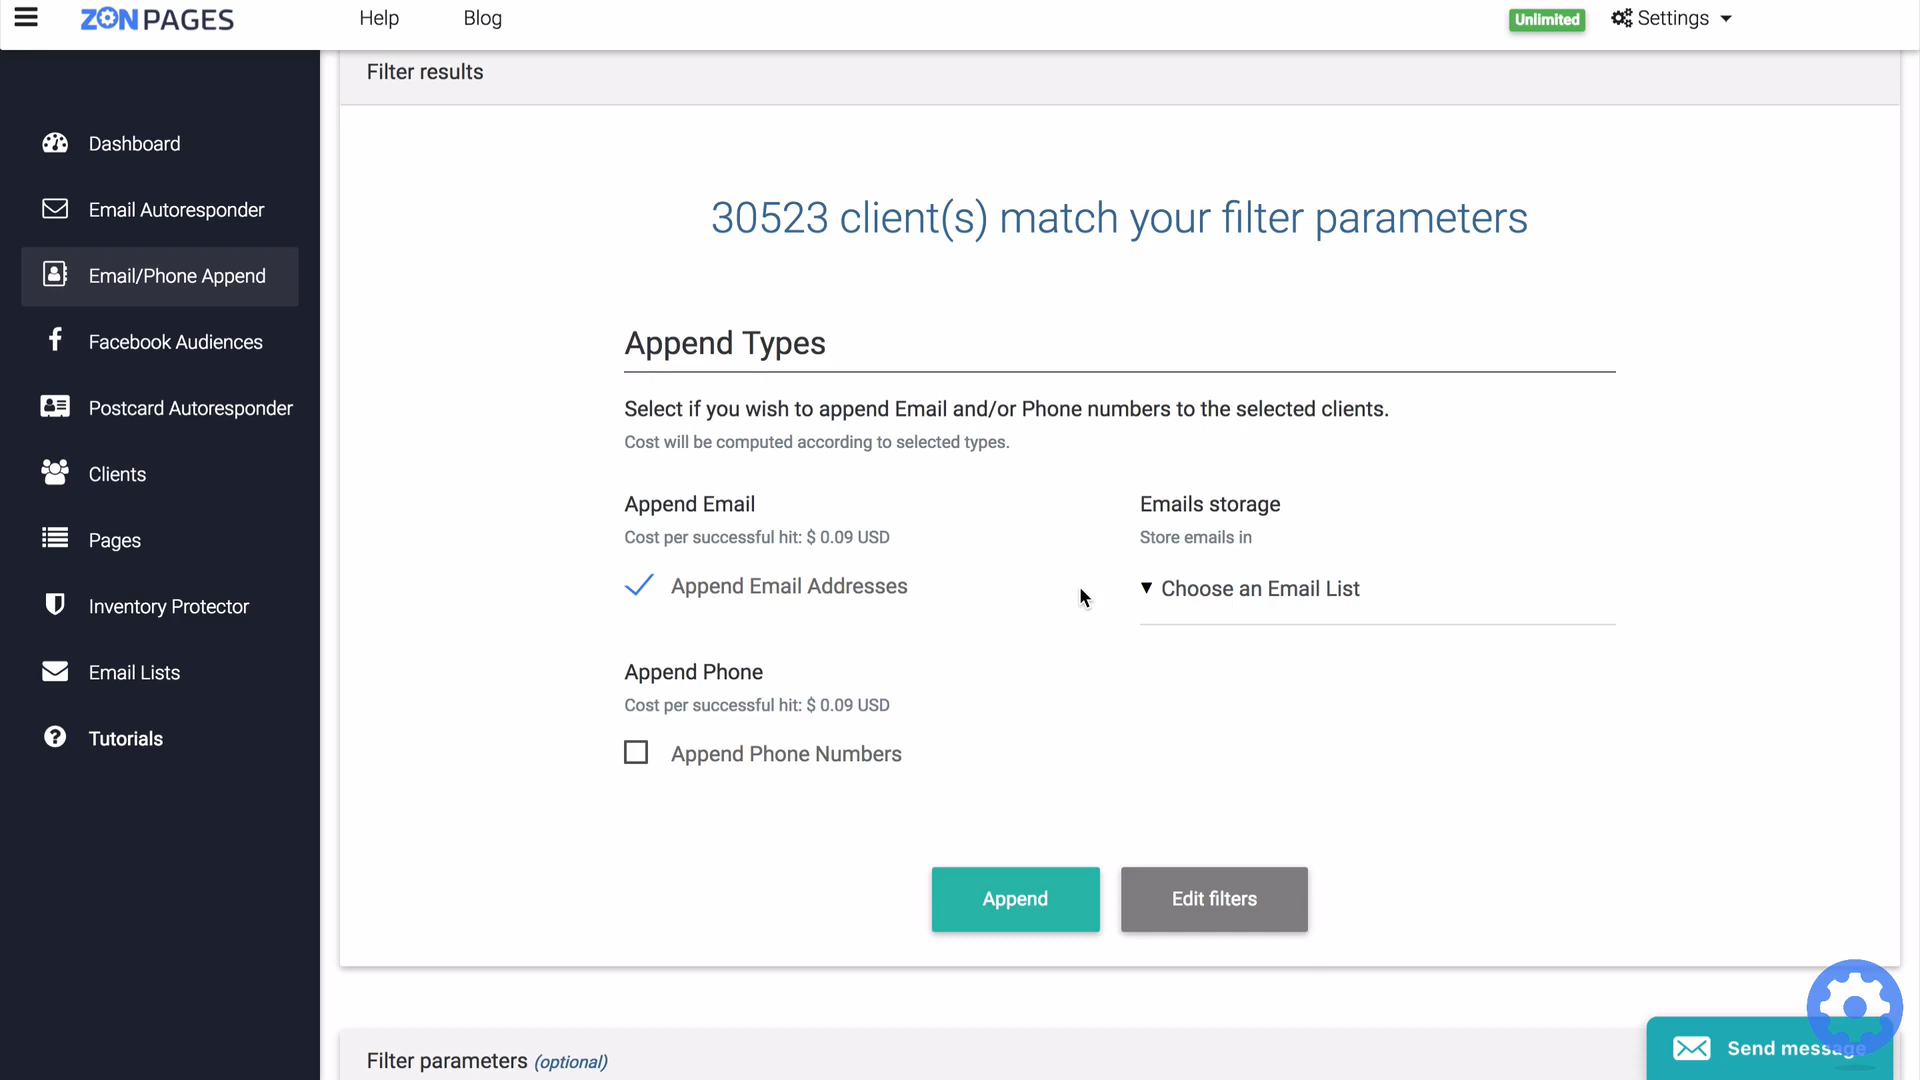 ZONPAGES
Help
Blog
Unlimited
Settings
Filter results
Dashboard
Email Autoresponder
Email/Phone Append
Facebook Audiences
Postcard Autoresponder
Clients
Pages
Inventory Protector
Email Lists
Tutorials
30523 client(s) match your filter parameters
Append Types
Select if you wish to append Email and/or Phone numbers to the selected clients.
Cost will be computed according to selected types.
Append Email
Cost per successful hit: $ 0.09 USD
Append Email Addresses
Emails storage
Store emails in
Choose an Email List
Append Phone
Cost per successful hit: $ 0.09 USD
Append Phone Numbers
Append
Edit filters
Filter parameters (optional)
Send message